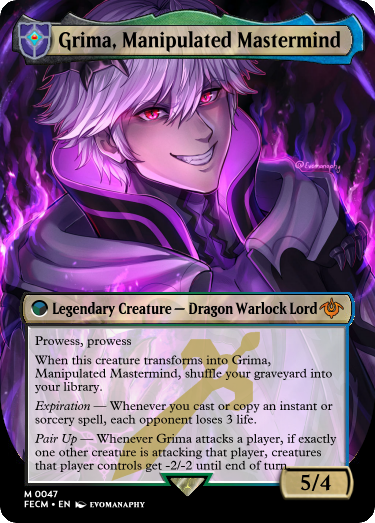 Grima, Manipulated Mastermind
@Evomanaphy
Legendary Creature — Dragon Warlock Lord
Prowess, prowess
When this creature transforms into Grima,
Manipulated Mastermind, shuffle your graveyard into
your library.
Expiration — Whenever you cast or copy an instant or
sorcery spell, each opponent loses 3 life.
Pair Up — Whenever Grima attacks a player, if exactly
one other creature is attacking that player, creatures
that player controls get -2/-2 until end of turn.
5/4
M 0047
FECM • EN EVOMANAPHY